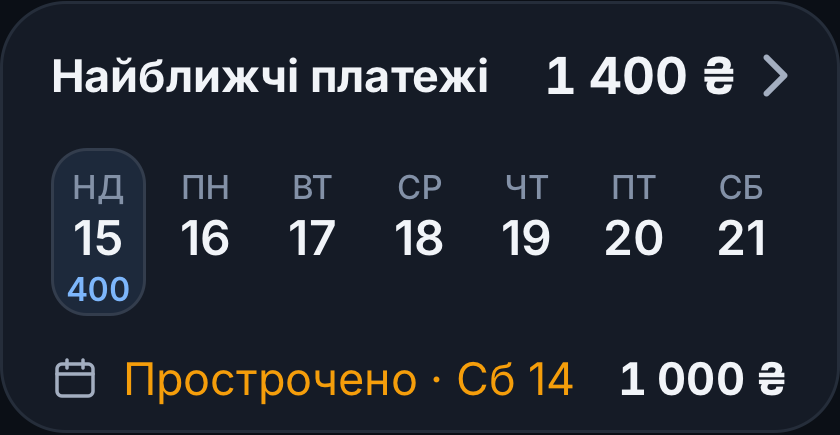 Найближчі платежі 1 400 ₴
НД ПН ВТ СР ЧТ ПТ СБ
15 16 17 18 19 20 21
400
Прострочено · Сб 14 1 000 ₴